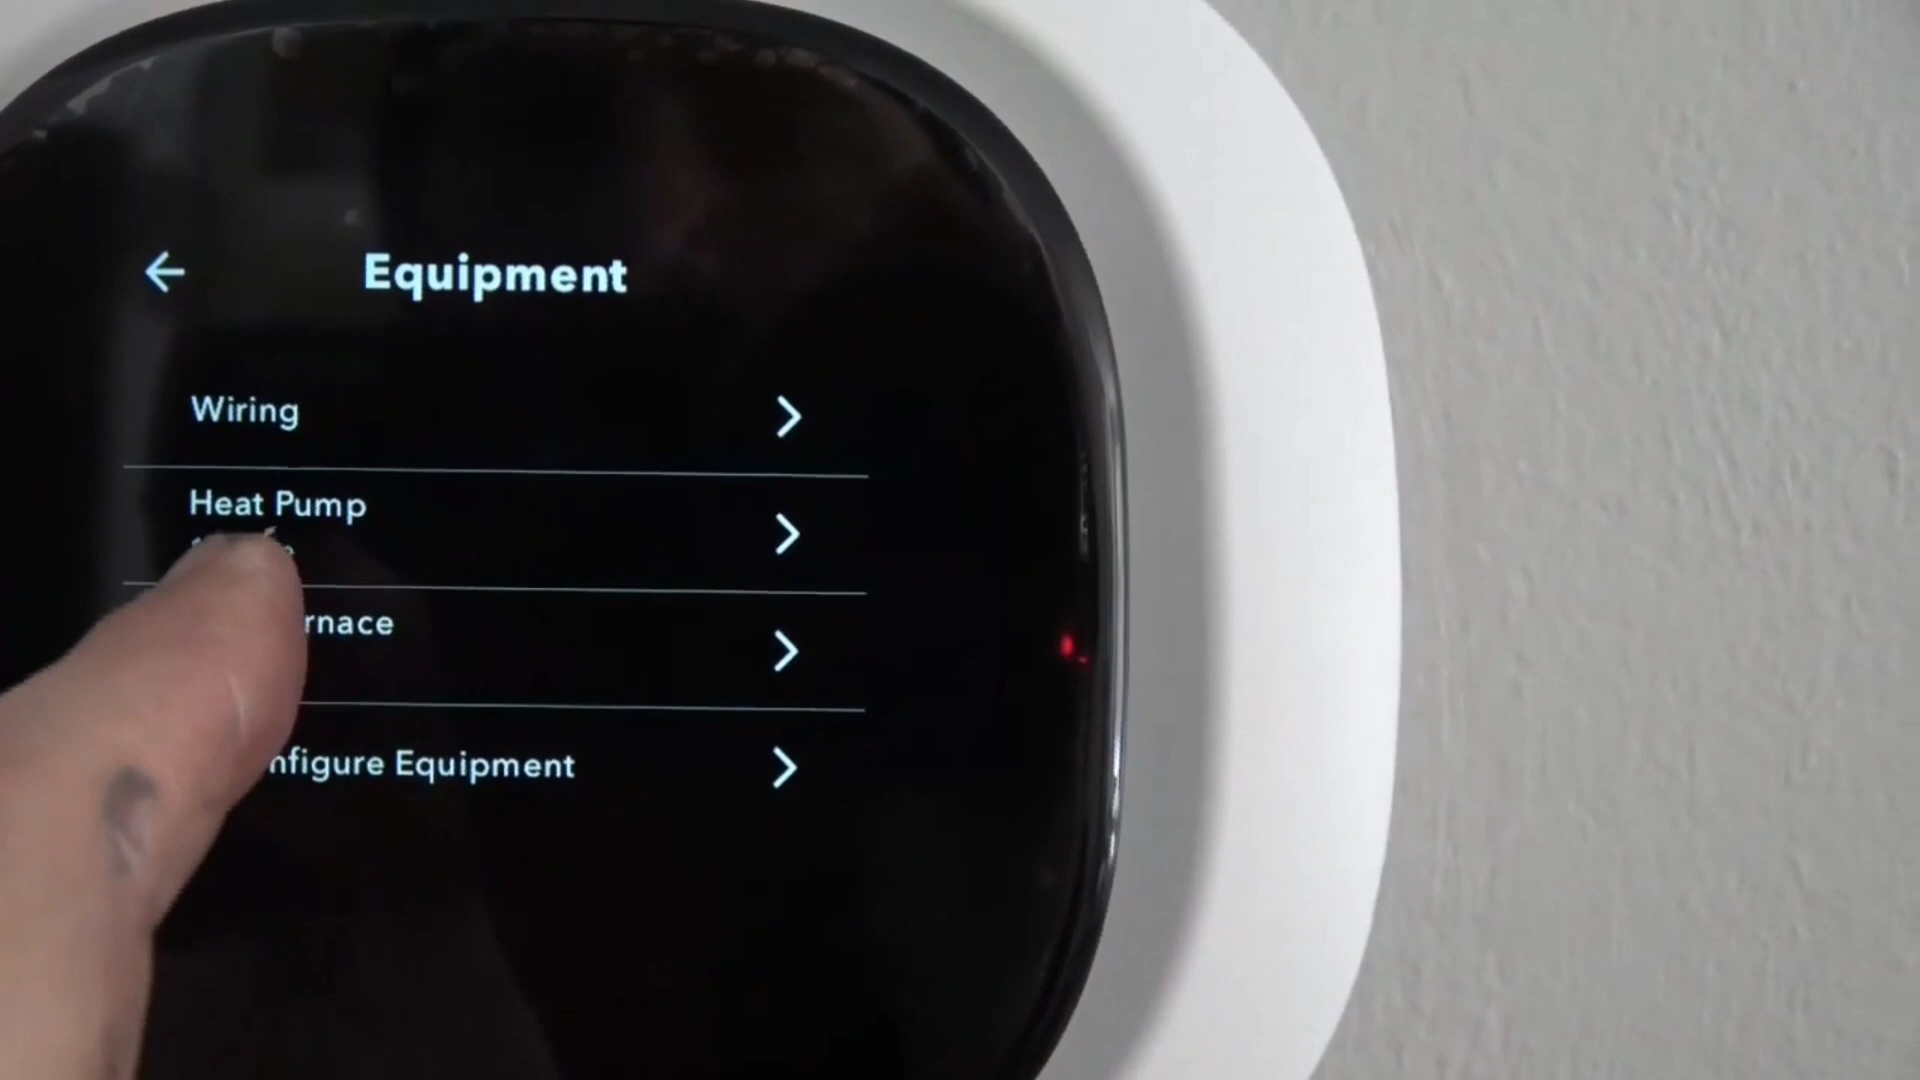 Equipment
Wiring
Heat Pump
rnace
nfigure Equipment